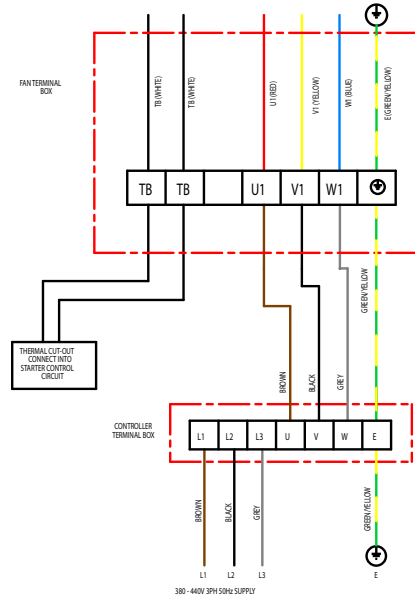 FAN TERMINAL
BOX
TB (WHITE)
TB (WHITE)
U1 (RED)
V1 (YELLOW)
W1 (BLUE)
E (GREEN/YELLOW)
TB
TB
U1
V1
W1
GREEN/YELLOW
THERMAL CUT-OUT
CONNECT INTO
STARTER CONTROL
CIRCUIT
BROWN
BLACK
GREY
CONTROLLER
TERMINAL BOX
L1
L2
L3
U
V
W
E
BROWN
BLACK
GREY
GREEN/YELLOW
L1
L2
L3
E
380 - 440V 3PH 50Hz SUPPLY